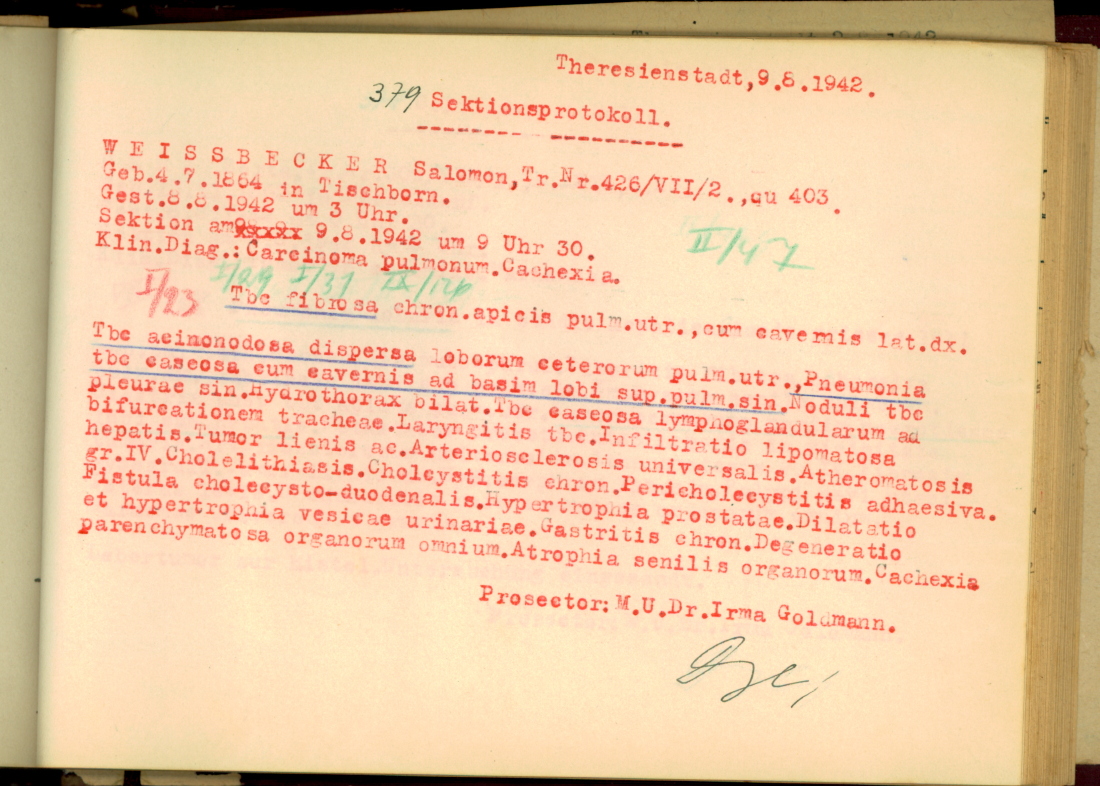 Theresienstadt,9.8.1942.
379 Sektionsprotokoll.
W E I S S B E C K E R Salomon,Tr.Nr.426/VII/2.,qu 403.
Geb.4.7.1864 in Tischborn.
Gest.8.8.1942 um 3 Uhr.
Sektion am 9.8.1942 um 9 Uhr 30.
II/47
Klin.Diag.:Carcinoma pulmonum.Cachexia.
I/23 I/29 I/31
Tbc fibrosa chron.apicis pulm.utr.,cum cavernis lat.dx.
Tbc acinonodosa dispersa loborum ceterorum pulm.utr.,Pneumonia
tbc caseosa cum cavernis ad basim lobi sup.pulm.sin.Noduli tbc
pleurae sin.Hydrothorax bilat.Tbc caseosa lymphoglandularum ad
bifurcationem tracheae.Laryngitis tbc.Infiltratio lipomatosa
hepatis.Tumor lienis ac.Arteriosclerosis universalis.Atheromatosis
gr.IV.Cholelithiasis.Cholcystitis chron.Pericholecystitis adhaesiva.
Fistula cholecysto-duodenalis.Hypertrophia prostatae.Dilatatio
et hypertrophia vesicae urinariae.Gastritis chron.Degeneratio
parenchymatosa organorum omnium.Atrophia senilis organorum.Cachexia
Prosector: M.U.Dr.Irma Goldmann.